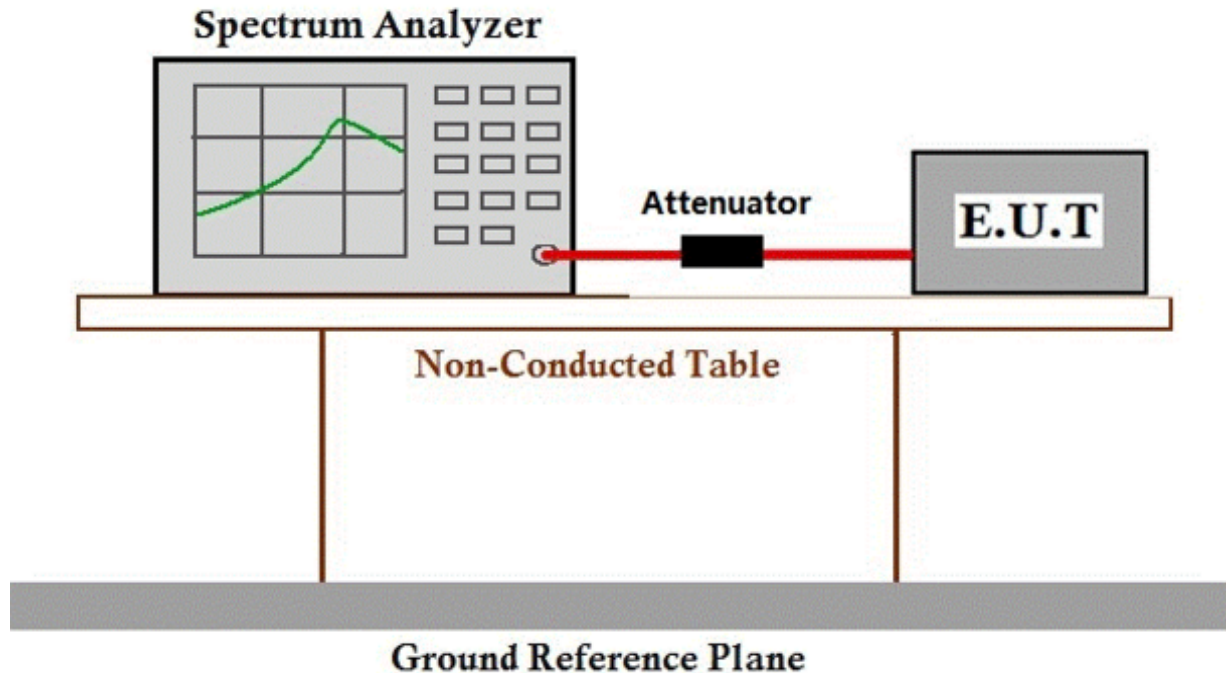 Spectrum Analyzer
Attenuator
E.U.T
Non-Conducted Table
Ground Reference Plane